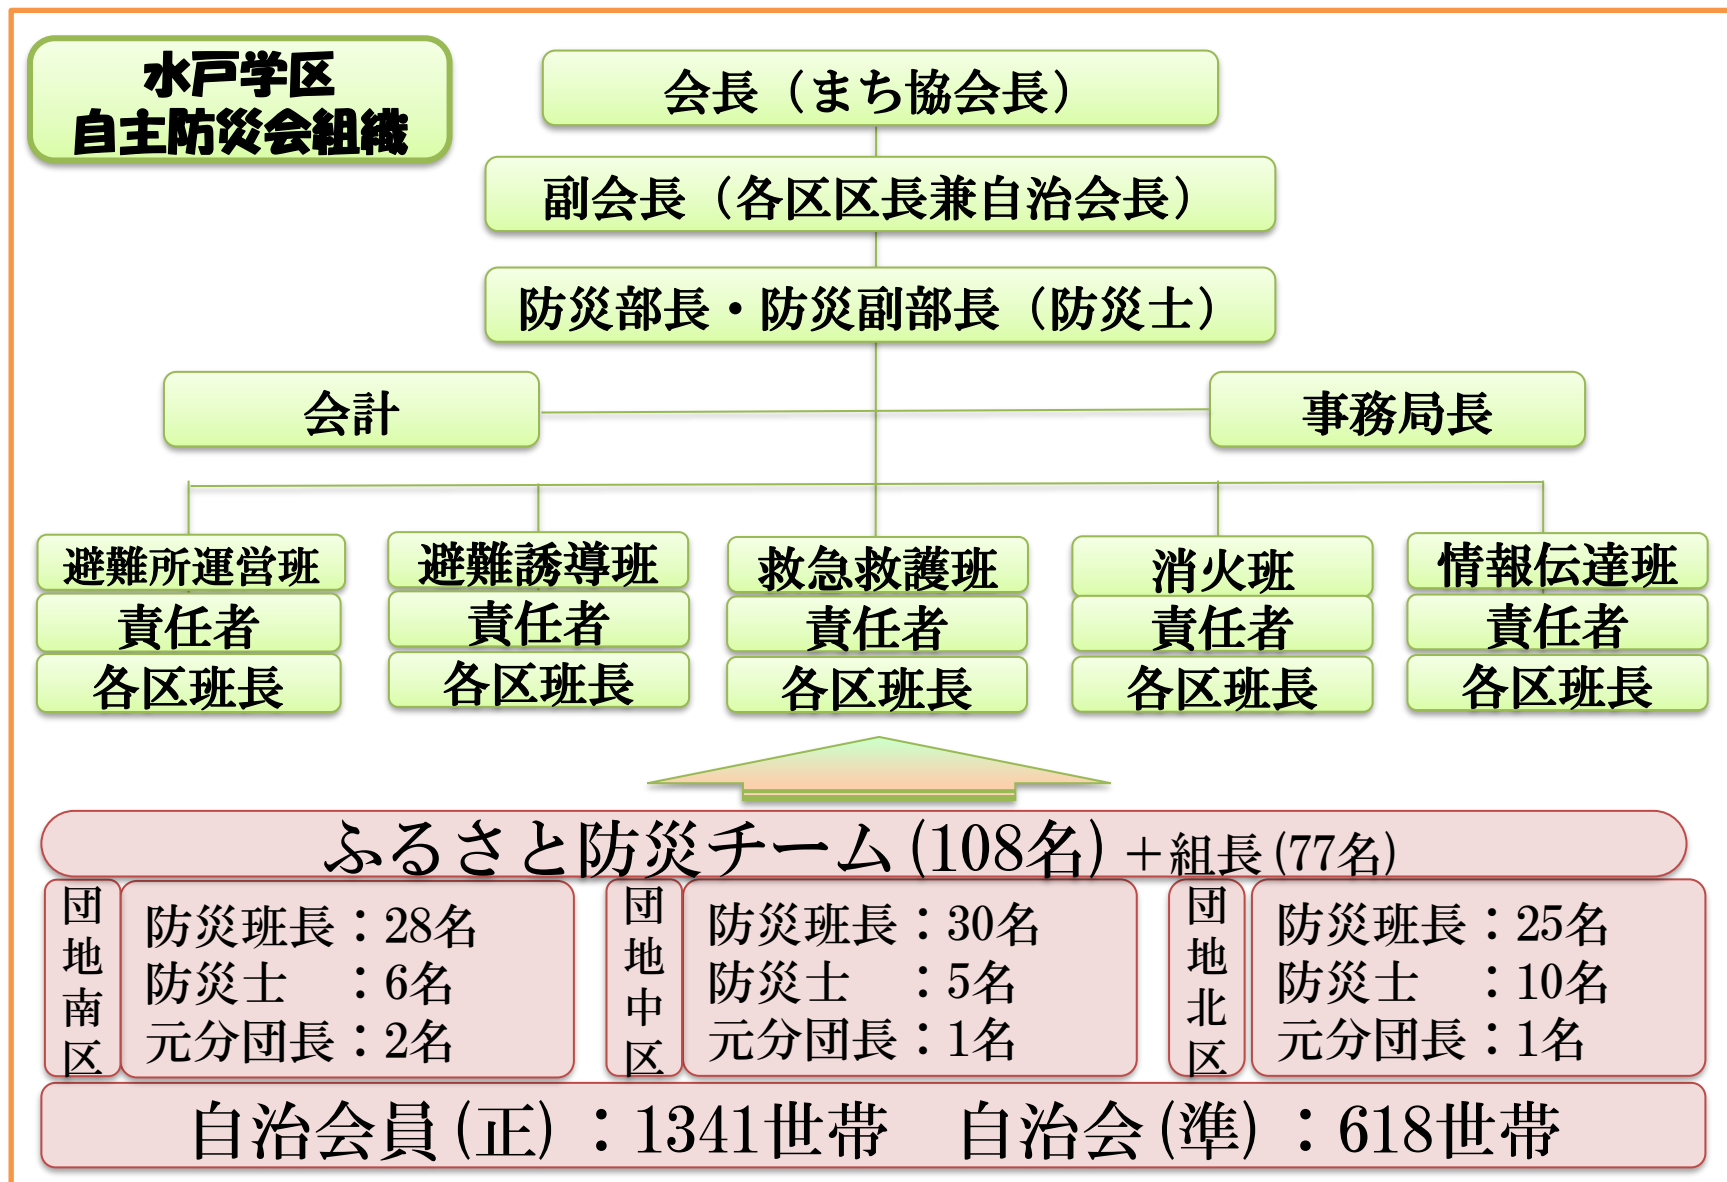 水戸学区
自主防災会組織
会長（まち協会長）
副会長（各区区長兼自治会長）
防災部長・防災副部長（防災士）
会計
事務局長
避難所運営班
責任者
各区班長
避難誘導班
責任者
各区班長
救急救護班
責任者
各区班長
消火班
責任者
各区班長
情報伝達班
責任者
各区班長
ふるさと防災チーム(108名)＋組長(77名)
団地南区
防災班長：28名
防災士　：6名
元分団長：2名
団地中区
防災班長：30名
防災士　：5名
元分団長：1名
団地北区
防災班長：25名
防災士　：10名
元分団長：1名
自治会員(正)：1341世帯　自治会(準)：618世帯